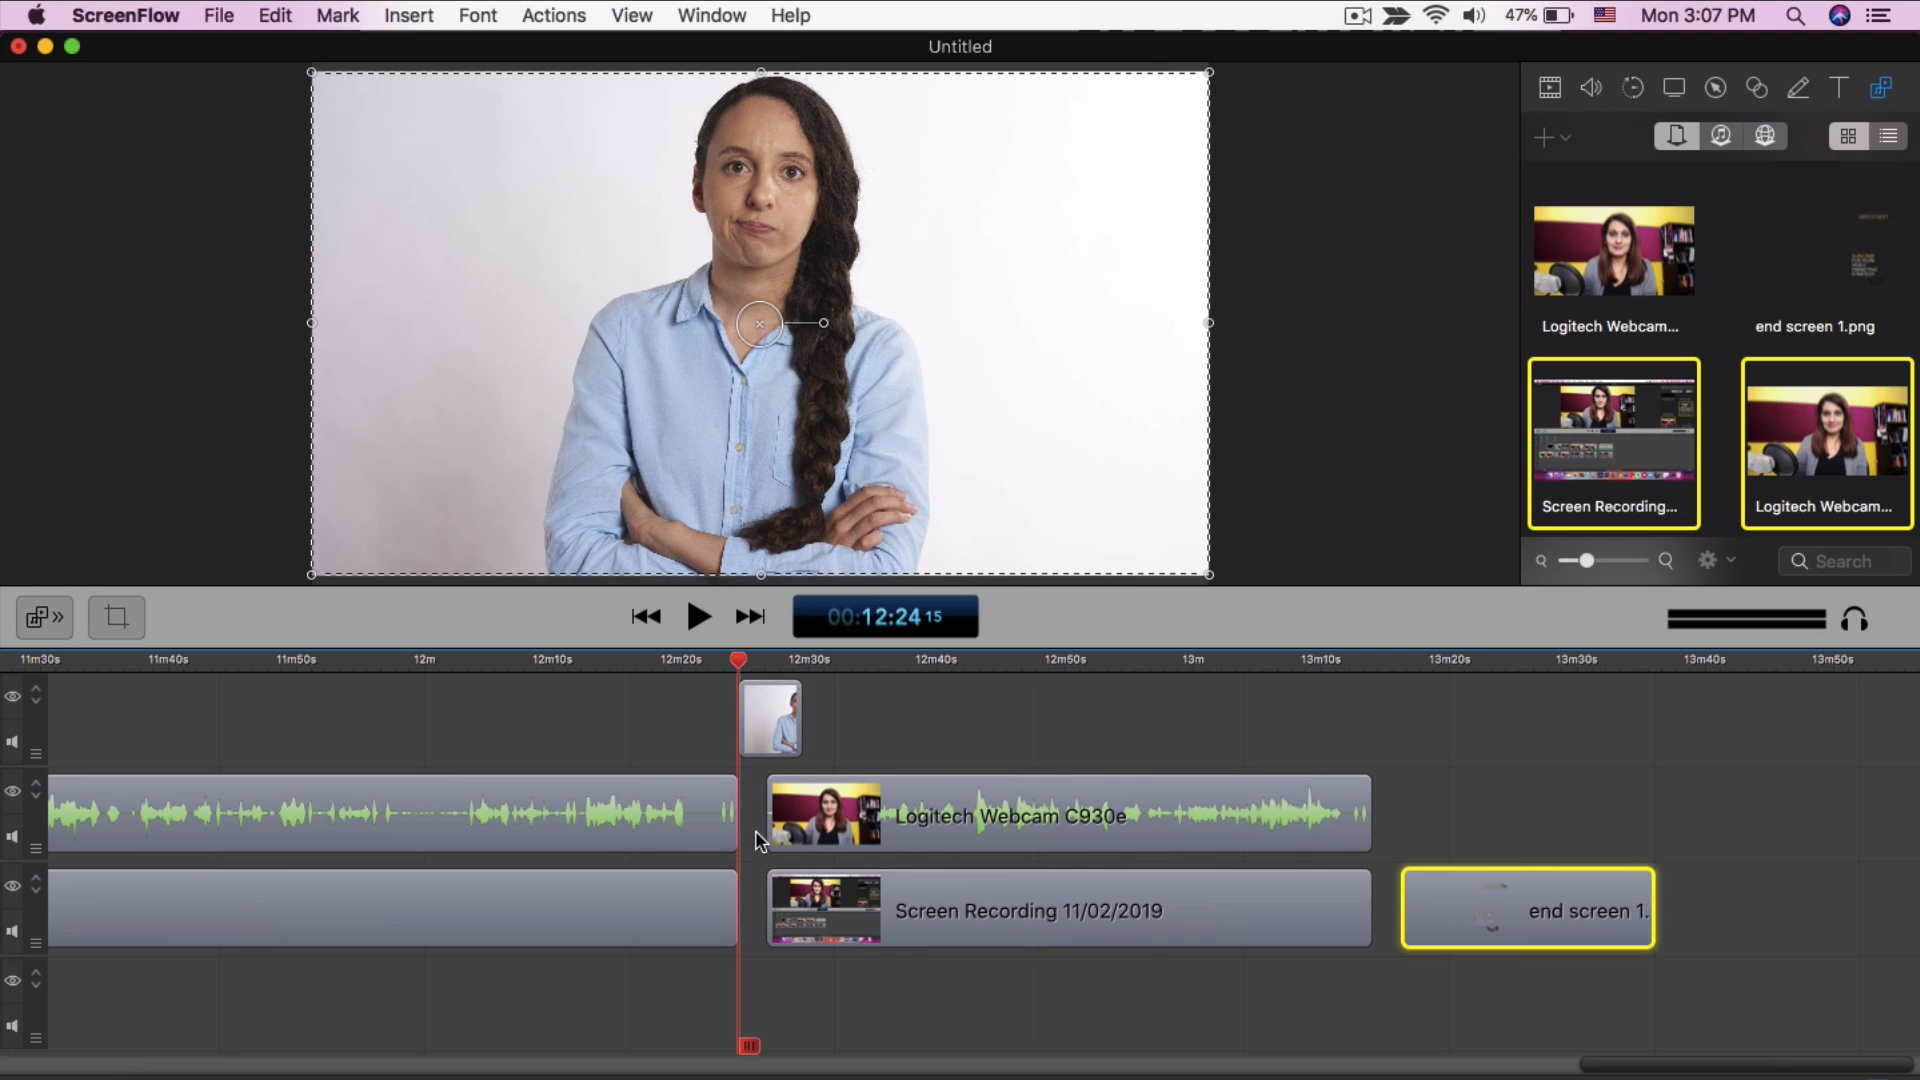 ScreenFlow File Edit Mark Insert Font Actions View Window Help 47% Mon 3:07 PM
Untitled
Logitech Webcam... end screen 1.png
Screen Recording... Logitech Webcam...
Search
00:12:24 15
11m30s 11m40s 11m50s 12m 12m10s 12m20s 12m30s 12m40s 12m50s 13m 13m10s 13m20s 13m30s 13m40s 13m50s
Logitech Webcam C930e
Screen Recording 11/02/2019 end screen 1.